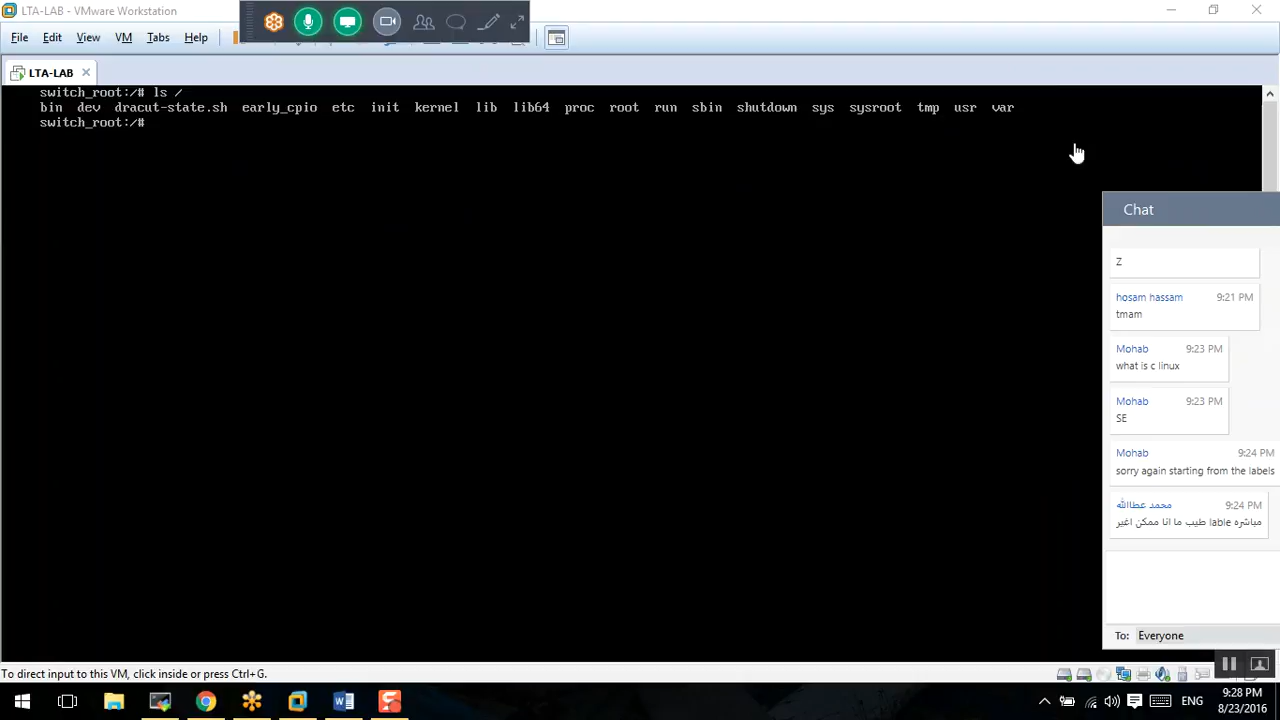 LTA-LAB - VMware Workstation
File Edit View VM Tabs Help
LTA-LAB
switch_root:/# ls /
bin dev dracut-state.sh early_cpio etc init kernel lib lib64 proc root run sbin shutdown sys sysroot tmp usr var
switch_root:/#
Chat
Z
hosam hassam 9:21 PM
tmam
Mohab 9:23 PM
what is c linux
Mohab 9:23 PM
SE
Mohab 9:24 PM
sorry again starting from the labels
محمد عطاالله 9:24 PM
مباشره lable طيب ما انا ممكن اغير
To: Everyone
To direct input to this VM, click inside or press Ctrl+G.
ENG
9:28 PM
8/23/2016